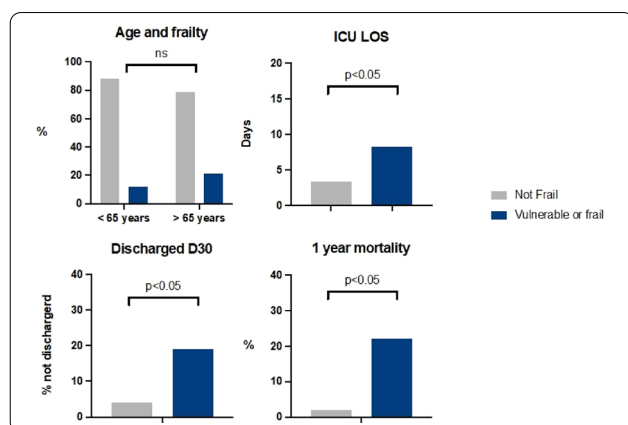 Age and frailty
ns
100
80
60
40
20
0
%
< 65 years
> 65 years
ICU LOS
p<0.05
20
15
10
5
0
Days
Not Frail
Vulnerable or frail
Discharged D30
p<0.05
40
30
20
10
0
% not dischargerd
1 year mortality
p<0.05
40
30
20
10
0
%